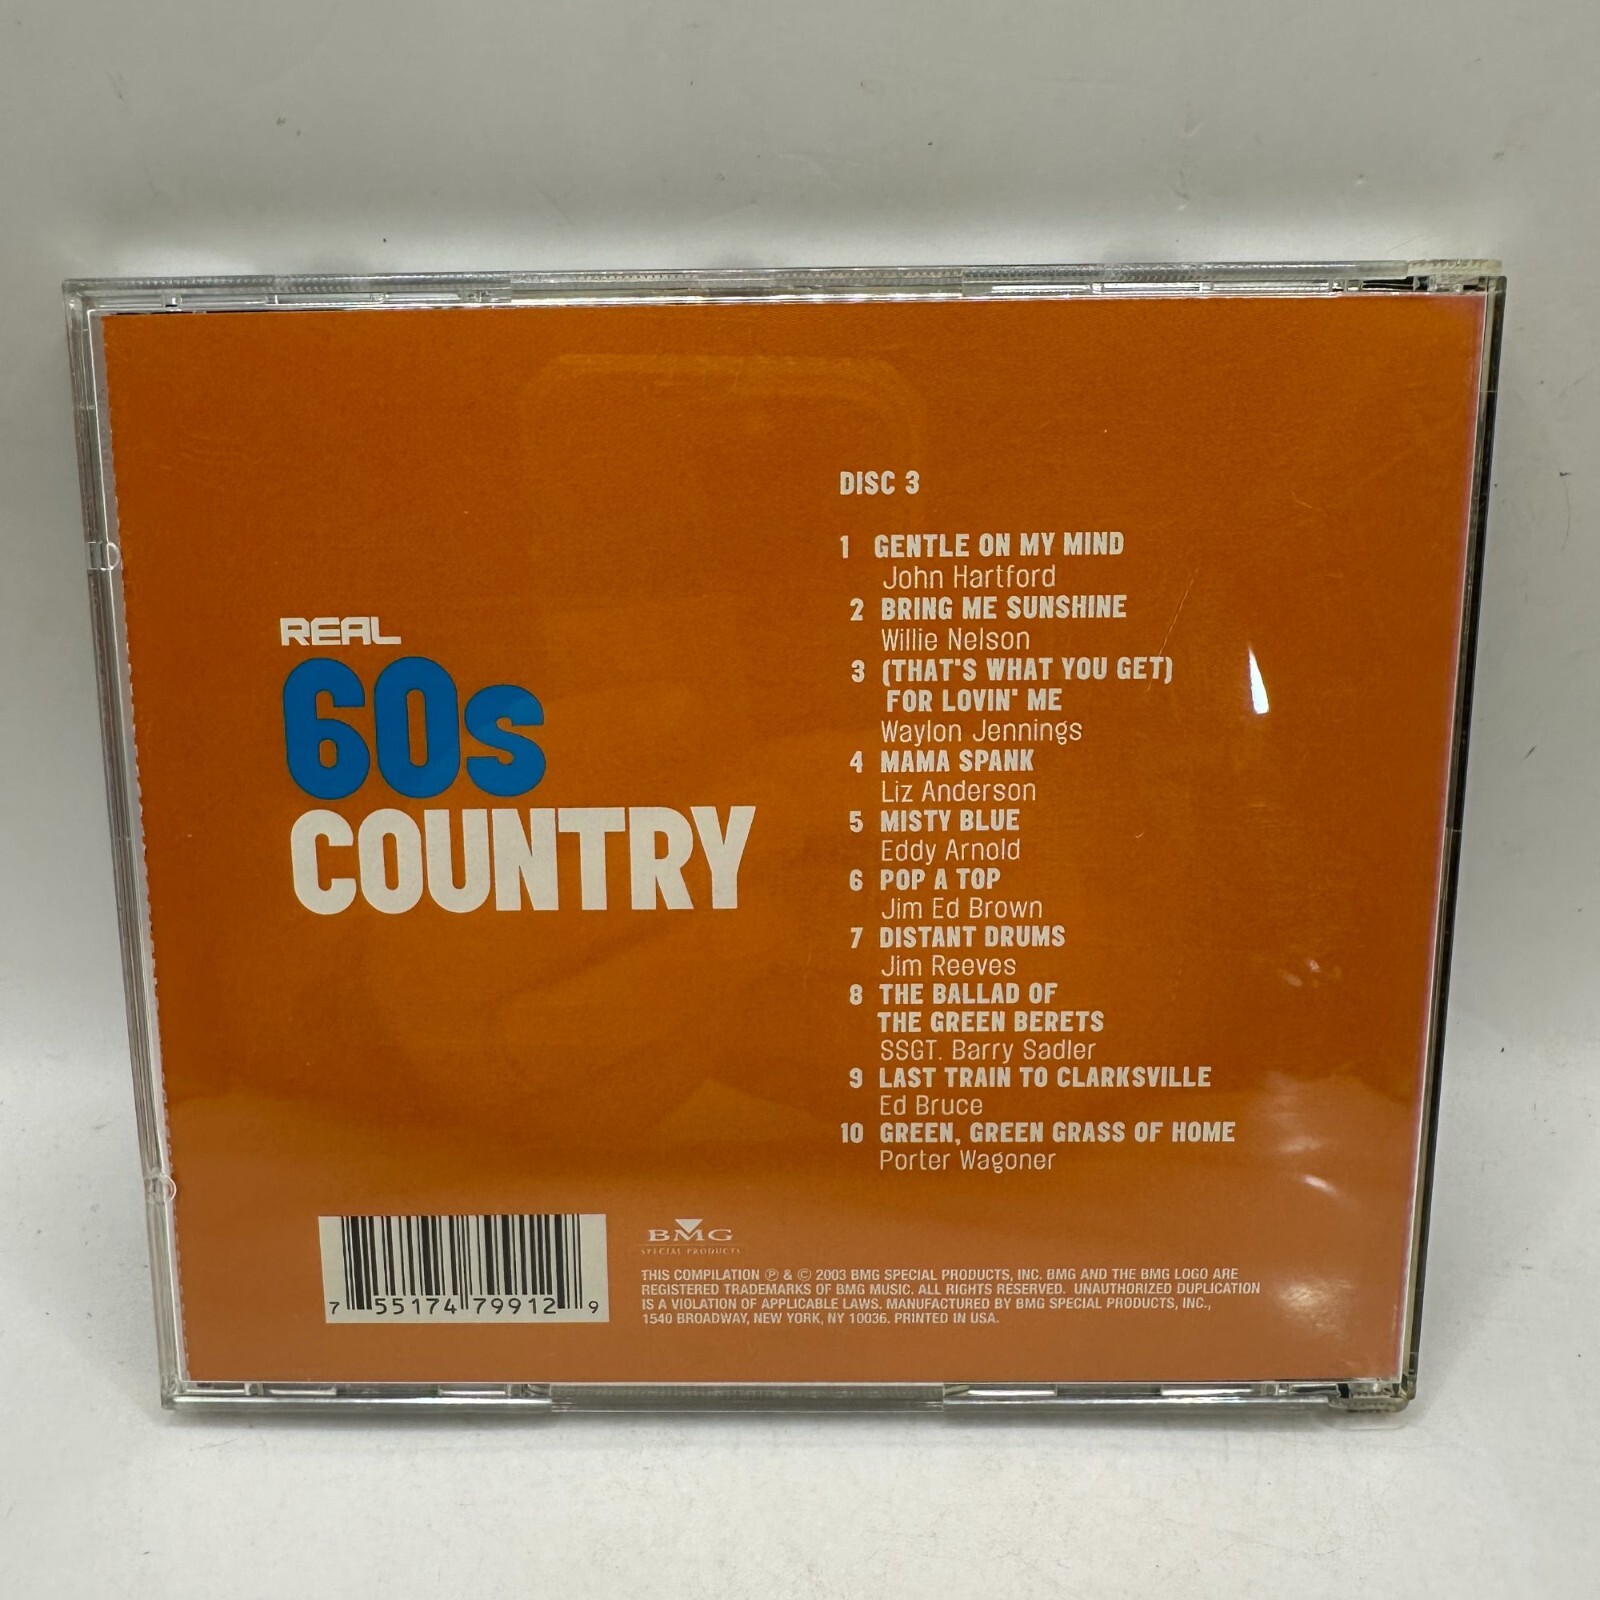 REAL
60s
COUNTRY
DISC 3
1 GENTLE ON MY MIND
John Hartford
2 BRING ME SUNSHINE
Willie Nelson
3 (THAT'S WHAT YOU GET)
FOR LOVIN' ME
Waylon Jennings
4 MAMA SPANK
Liz Anderson
5 MISTY BLUE
Eddy Arnold
6 POP A TOP
Jim Ed Brown
7 DISTANT DRUMS
Jim Reeves
8 THE BALLAD OF
THE GREEN BERETS
SSGT. Barry Sadler
9 LAST TRAIN TO CLARKSVILLE
Ed Bruce
10 GREEN, GREEN GRASS OF HOME
Porter Wagoner
7 55174 79912 9
BMG
SPECIAL PRODUCTS
THIS COMPILATION ℗ & © 2003 BMG SPECIAL PRODUCTS, INC. BMG AND THE BMG LOGO ARE
REGISTERED TRADEMARKS OF BMG MUSIC. ALL RIGHTS RESERVED. UNAUTHORIZED DUPLICATION
IS A VIOLATION OF APPLICABLE LAWS. MANUFACTURED BY BMG SPECIAL PRODUCTS, INC.,
1540 BROADWAY, NEW YORK, NY 10036. PRINTED IN USA.